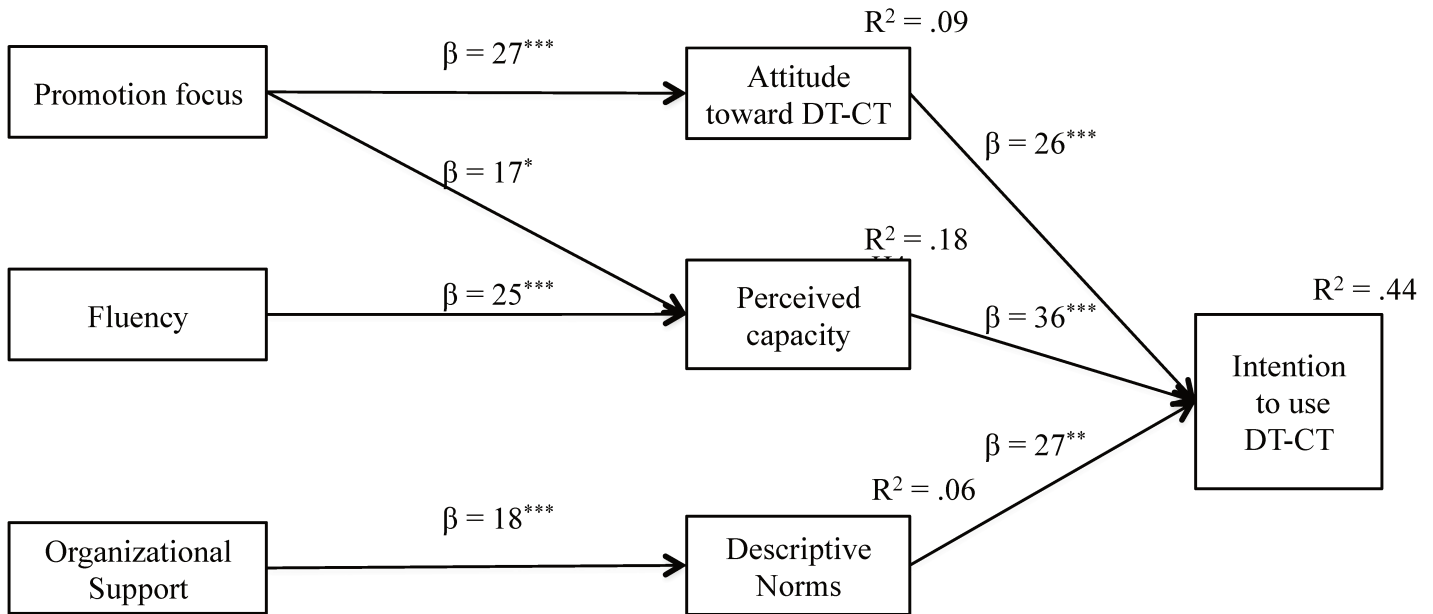 R² = .09
β = 27***
Promotion focus
Attitude
toward DT-CT
β = 26***
β = 17*
R² = .18
β = 25***
Fluency
Perceived
capacity
β = 36***
R² = .44
Intention
to use
DT-CT
β = 27**
R² = .06
β = 18***
Organizational
Support
Descriptive
Norms